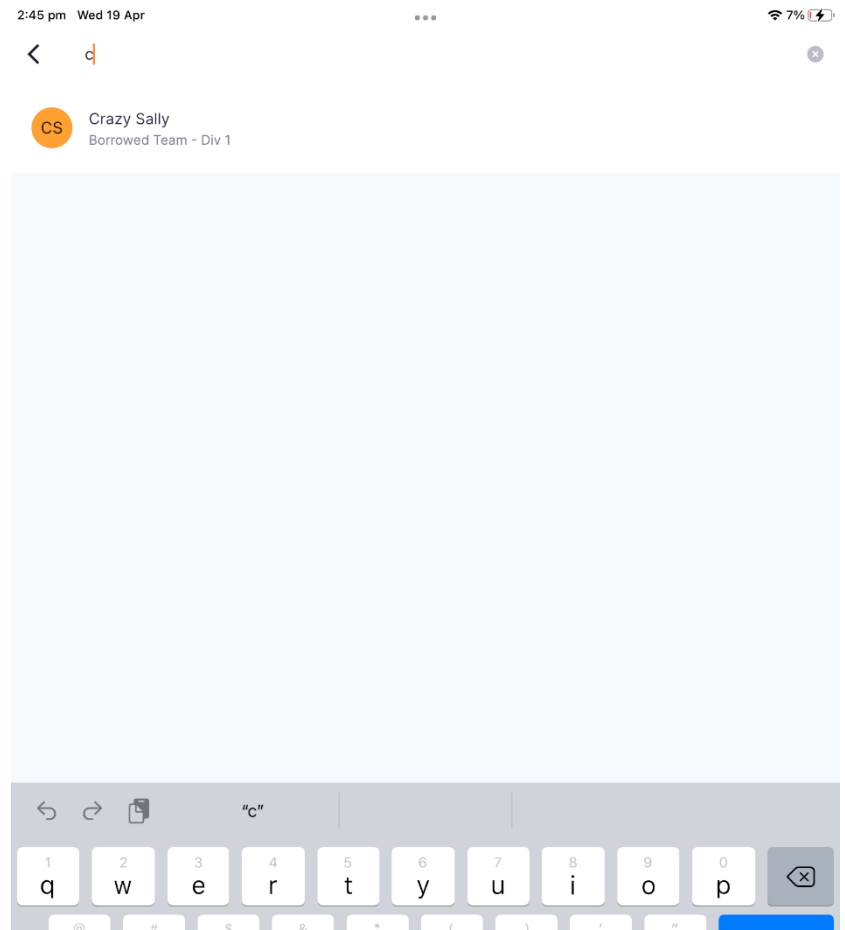 2:45 pm Wed 19 Apr
7%
c
CS
Crazy Sally
Borrowed Team - Div 1
"c"
1 2 3 4 5 6 7 8 9 0
q w e r t y u i o p
@ # $ & * ( ) ' "